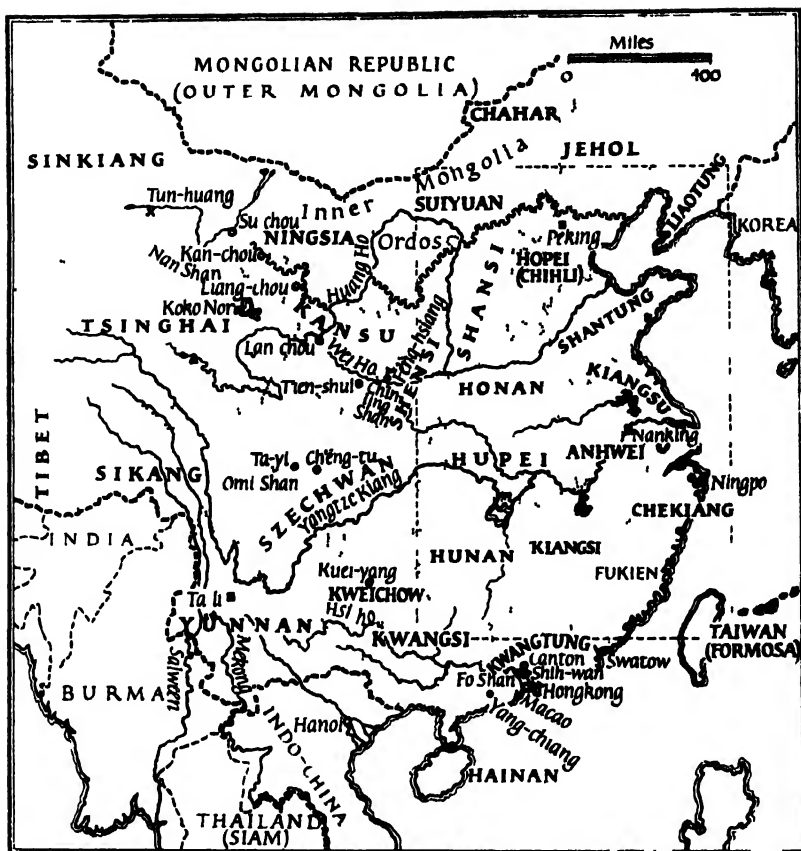 Miles
0 400
MONGOLIAN REPUBLIC
(OUTER MONGOLIA)
CHAHAR
JEHOL
SINKIANG
Inner Mongolia
LIAOTUNG
KOREA
Tun-huang
Su chou
SUIYUAN
NINGSIA
Ordos
Peking
Kan-chou
Nan Shan
HOPEI
(CHIHLI)
Liang-chou
Huang Ho
SHANSI
Koko Nor
KANSU
SHANTUNG
TSINGHAI
Lan chou
Wei Ho
SHENSI
HONAN
KIANGSU
Tien-shui
Chin
ling
Shan
Nanking
TIBET
SIKANG
Ta-yi
Chêng-tu
Omi Shan
HUPEI
ANHWEI
Ningpo
SZECHWAN
Yangtze Kiang
CHEKIANG
INDIA
HUNAN
KIANGSI
Kuei-yang
KWEICHOW
FUKIEN
Ta li
Hsi ho
YUNNAN
KWANGSI
KWANGTUNG
TAIWAN
(FORMOSA)
Canton
Swatow
Shih-wan
Fo Shan
Hongkong
Macao
Yang-chiang
BURMA
Salween
Mekong
Hanoi
INDO-CHINA
HAINAN
THAILAND
(SIAM)